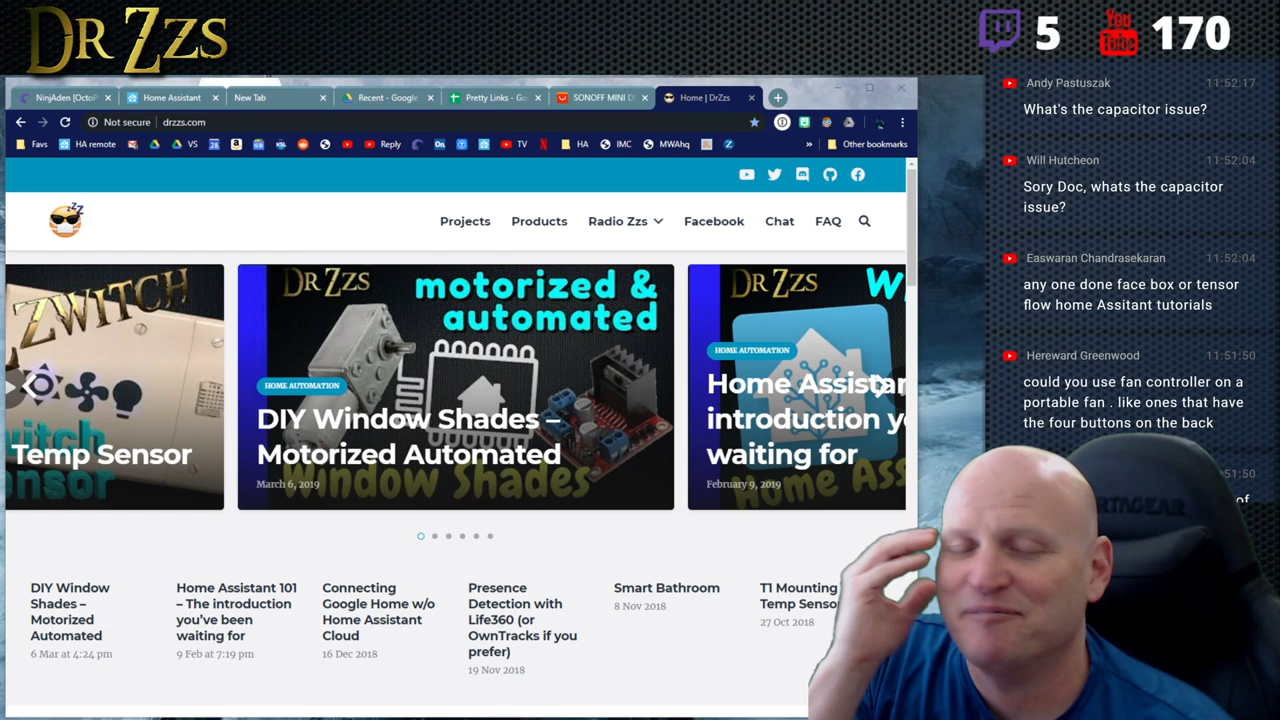 DR ZZS
5
You
Tube
170
NinjAden [OctoP
Home Assistant
New Tab
Recent - Google
Pretty Links - Go
SONOFF MINI D
Home | DrZzs
Not secure
drzzs.com
Favs
HA remote
VS
Reply
TV
HA
IMC
MWAhq
Other bookmarks
Projects
Products
Radio Zzs
Facebook
Chat
FAQ
ZWITCH
Temp Sensor
DR ZZS
motorized &
automated
HOME AUTOMATION
DIY Window Shades –
Motorized Automated
March 6, 2019
Window Shades
DR ZZS
HOME AUTOMATION
Home Assistan
introduction y
waiting for
February 9, 2019
DIY Window
Shades –
Motorized
Automated
6 Mar at 4:24 pm
Home Assistant 101
– The introduction
you've been
waiting for
9 Feb at 7:19 pm
Connecting
Google Home w/o
Home Assistant
Cloud
16 Dec 2018
Presence
Detection with
Life360 (or
OwnTracks if you
prefer)
19 Nov 2018
Smart Bathroom
8 Nov 2018
T1 Mounting
Temp Senso
27 Oct 2018
Andy Pastuszak 11:52:17
What's the capacitor issue?
Will Hutcheon 11:52:04
Sory Doc, whats the capacitor
issue?
Easwaran Chandrasekaran 11:52:04
any one done face box or tensor
flow home Assitant tutorials
Hereward Greenwood 11:51:50
could you use fan controller on a
portable fan . like ones that have
the four buttons on the back
51:50
of